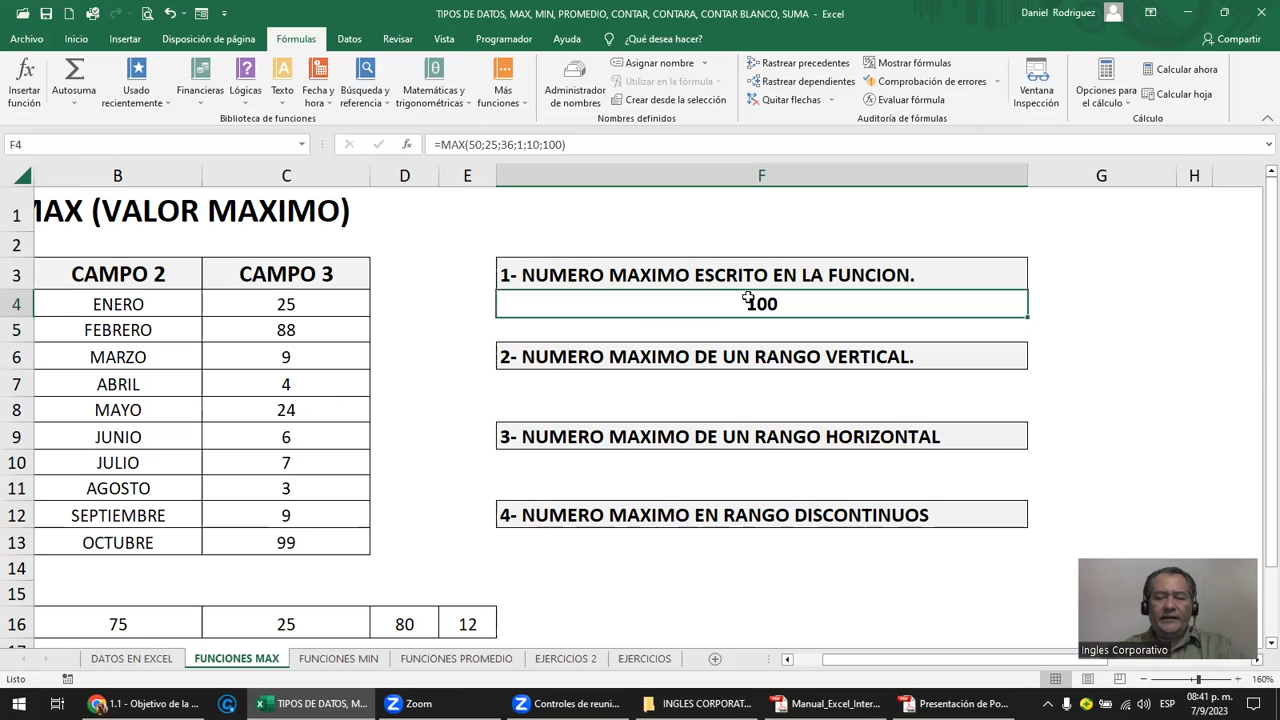 TIPOS DE DATOS, MAX, MIN, PROMEDIO, CONTAR, CONTARA, CONTAR BLANCO, SUMA - Excel
Daniel Rodriguez
Archivo Inicio Insertar Disposición de página Fórmulas Datos Revisar Vista Programador Ayuda ¿Qué desea hacer? Compartir
Insertar función
Autosuma
Usado recientemente
Financieras
Lógicas
Texto
Fecha y hora
Búsqueda y referencia
Matemáticas y trigonométricas
Más funciones
Biblioteca de funciones
Administrador de nombres
Asignar nombre
Utilizar en la fórmula
Crear desde la selección
Nombres definidos
Rastrear precedentes
Rastrear dependientes
Quitar flechas
Mostrar fórmulas
Comprobación de errores
Evaluar fórmula
Auditoría de fórmulas
Ventana Inspección
Opciones para el cálculo
Calcular ahora
Calcular hoja
Cálculo
F4 fx =MAX(50;25;36;1;10;100)
B C D E F G H
1 MAX (VALOR MAXIMO)
2
3 CAMPO 2 CAMPO 3 1- NUMERO MAXIMO ESCRITO EN LA FUNCION.
4 ENERO 25 100
5 FEBRERO 88
6 MARZO 9 2- NUMERO MAXIMO DE UN RANGO VERTICAL.
7 ABRIL 4
8 MAYO 24
9 JUNIO 6 3- NUMERO MAXIMO DE UN RANGO HORIZONTAL
10 JULIO 7
11 AGOSTO 3
12 SEPTIEMBRE 9 4- NUMERO MAXIMO EN RANGO DISCONTINUOS
13 OCTUBRE 99
14
15
16 75 25 80 12
Ingles Corporativo
DATOS EN EXCEL FUNCIONES MAX FUNCIONES MIN FUNCIONES PROMEDIO EJERCICIOS 2 EJERCICIOS
Listo 160%
1.1 - Objetivo de la ... TIPOS DE DATOS, M... Zoom Controles de reuni... INGLES CORPORAT... Manual_Excel_Inter... Presentación de Po... ESP 08:41 p. m.
7/9/2023